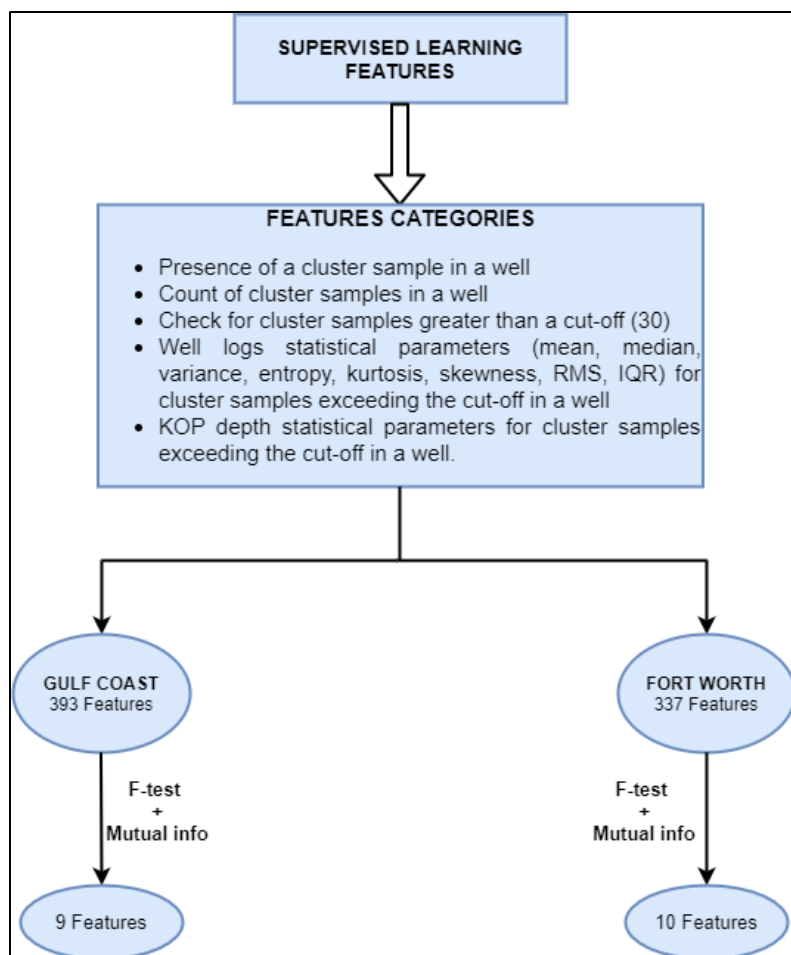 SUPERVISED LEARNING
FEATURES
FEATURES CATEGORIES
• Presence of a cluster sample in a well
• Count of cluster samples in a well
• Check for cluster samples greater than a cut-off (30)
• Well logs statistical parameters (mean, median,
variance, entropy, kurtosis, skewness, RMS, IQR) for
cluster samples exceeding the cut-off in a well
• KOP depth statistical parameters for cluster samples
exceeding the cut-off in a well.
GULF COAST
393 Features
FORT WORTH
337 Features
F-test
+
Mutual info
F-test
+
Mutual info
9 Features
10 Features